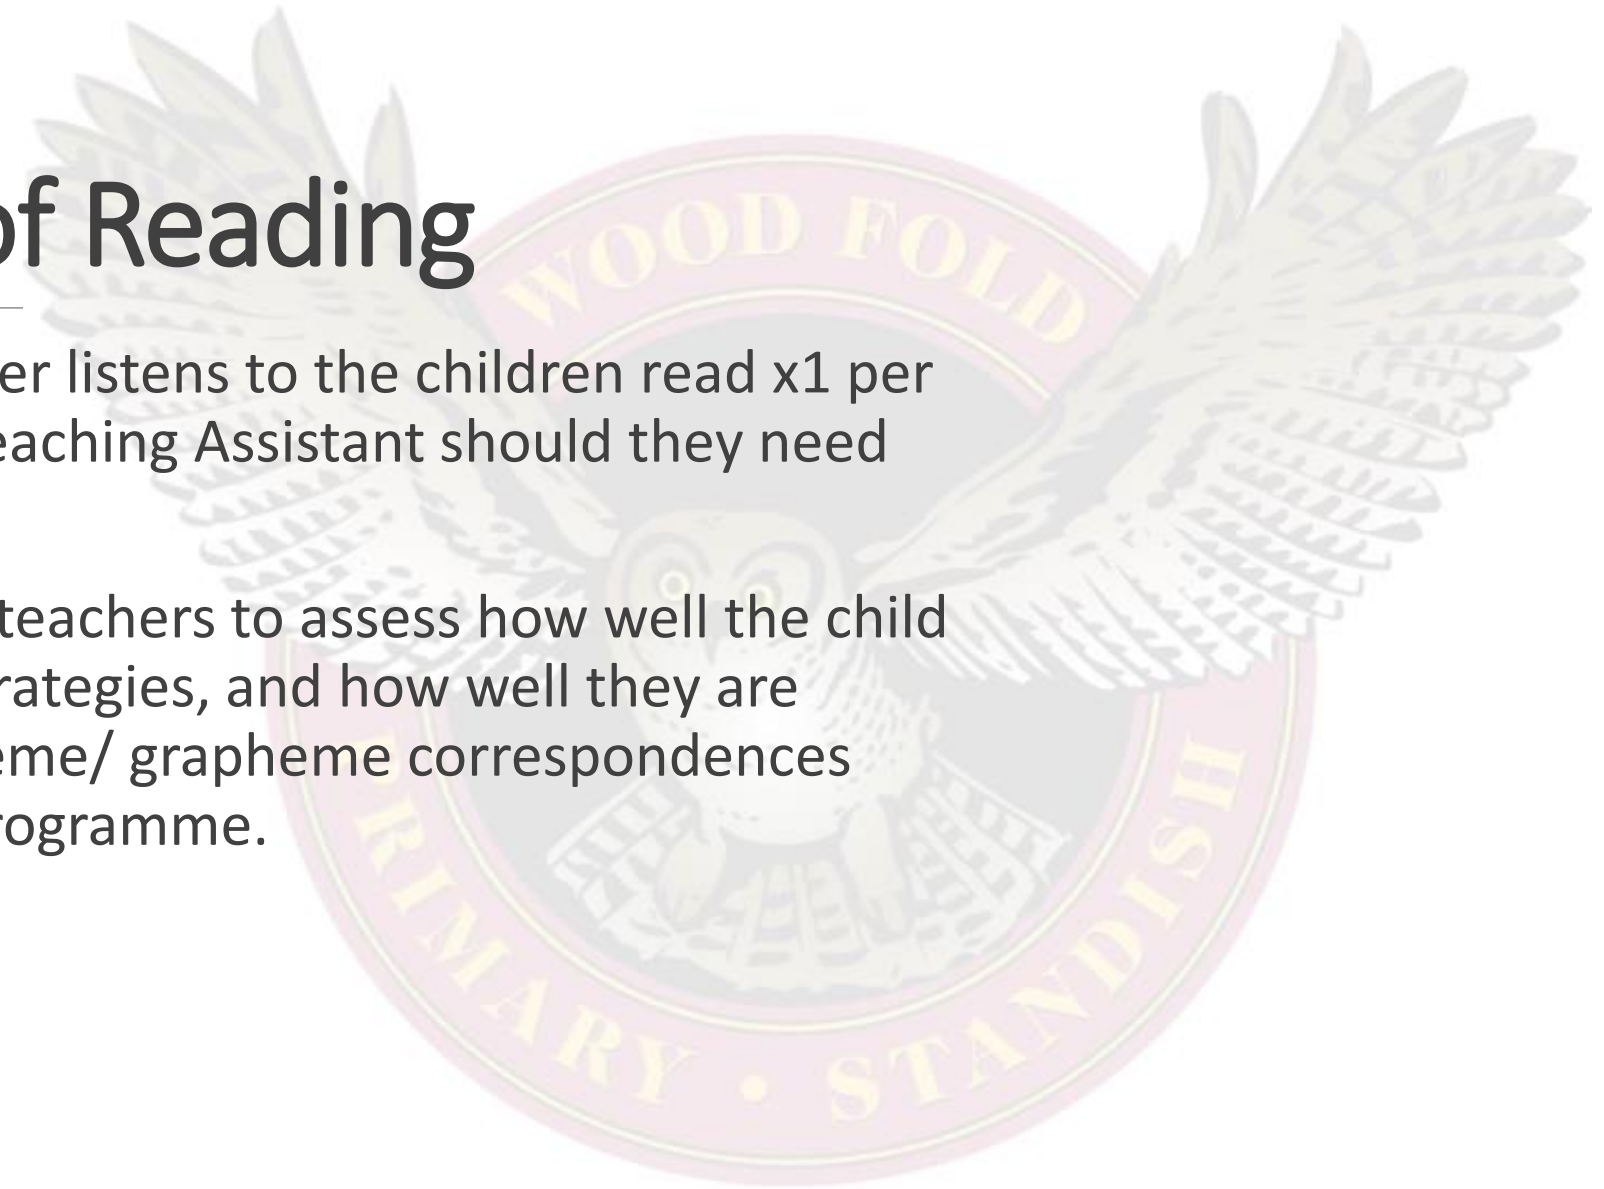 of Reading
er listens to the children read x1 per
eaching Assistant should they need
teachers to assess how well the child
rategies, and how well they are
eme/ grapheme correspondences
rogramme.
WOOD FOLD
PRIMARY • STANDISH